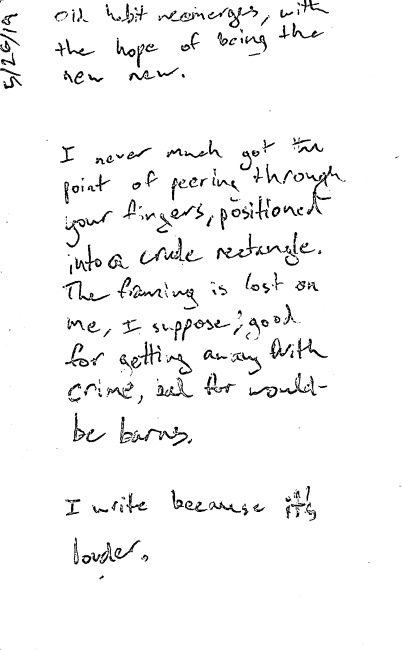 5/26/19
Old habit reemerges, with
the hope of being the
new new.
I never much got the
point of peering through
your fingers, positioned
into a crude rectangle.
The framing is lost on
me, I suppose; good
for getting away with
crime, bad for would-
be barns.
I write because it's
louder.